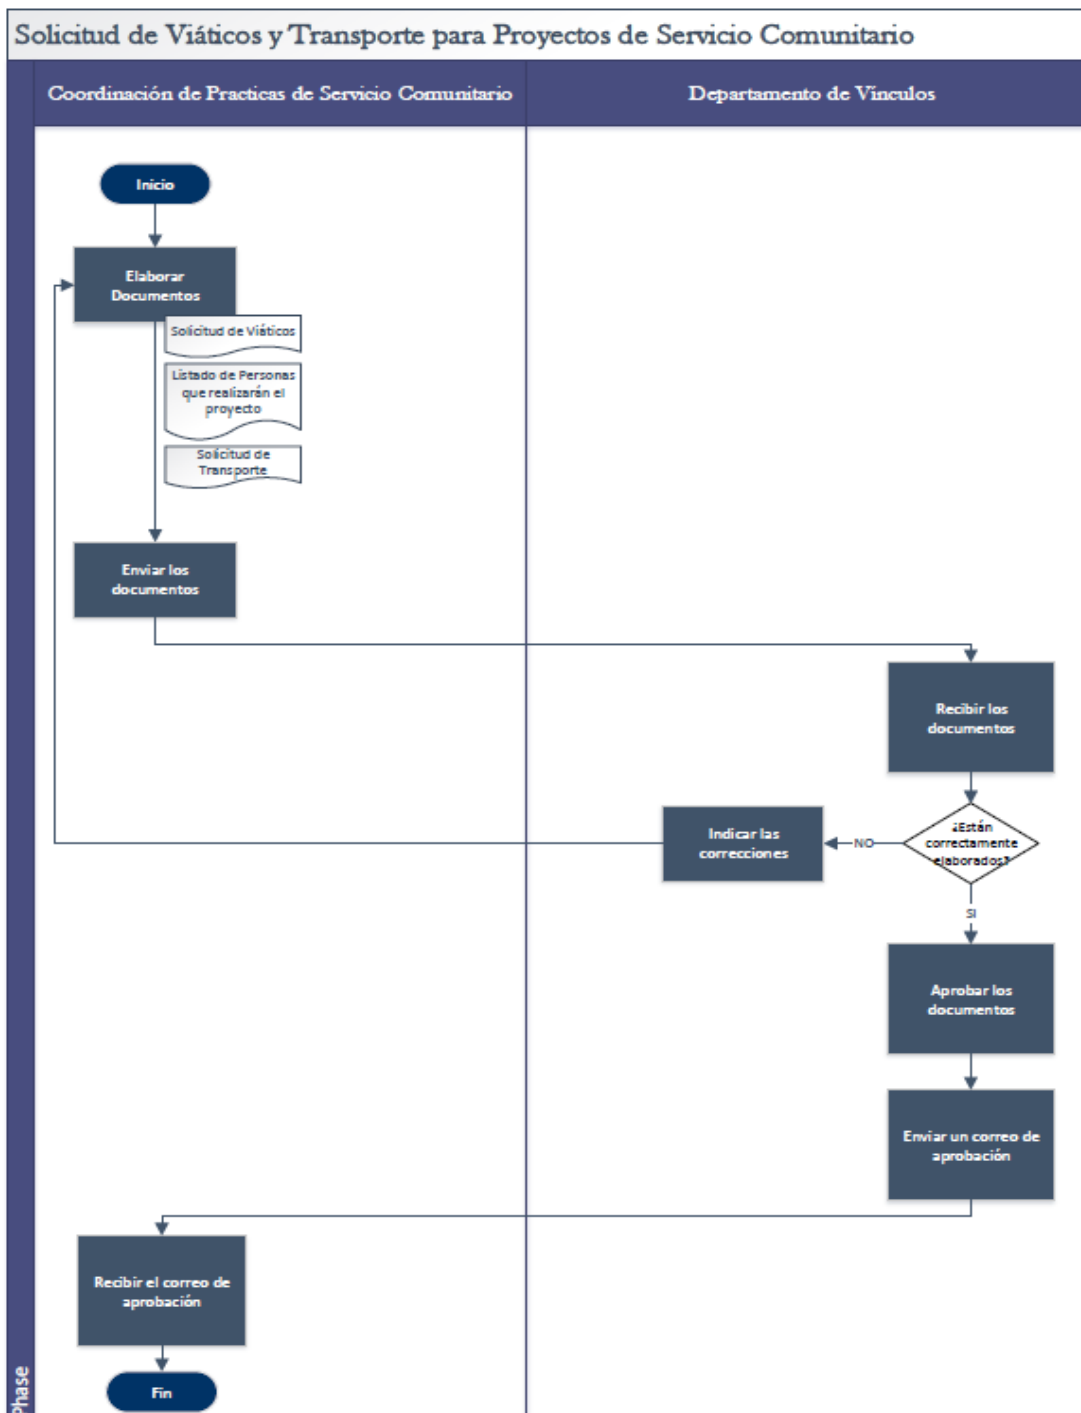 Solicitud de Viáticos y Transporte para Proyectos de Servicio Comunitario
Coordinación de Practicas de Servicio Comunitario
Departamento de Vínculos
Inicio
Elaborar
Documentos
Solicitud de Viáticos
Listado de Personas
que realizarán el
proyecto
Solicitud de
Transporte
Enviar los
documentos
Recibir los
documentos
¿Están
correctamente
elaborados?
NO
Indicar las
correcciones
SI
Aprobar los
documentos
Enviar un correo de
aprobación
Recibir el correo de
aprobación
Fin
Phase